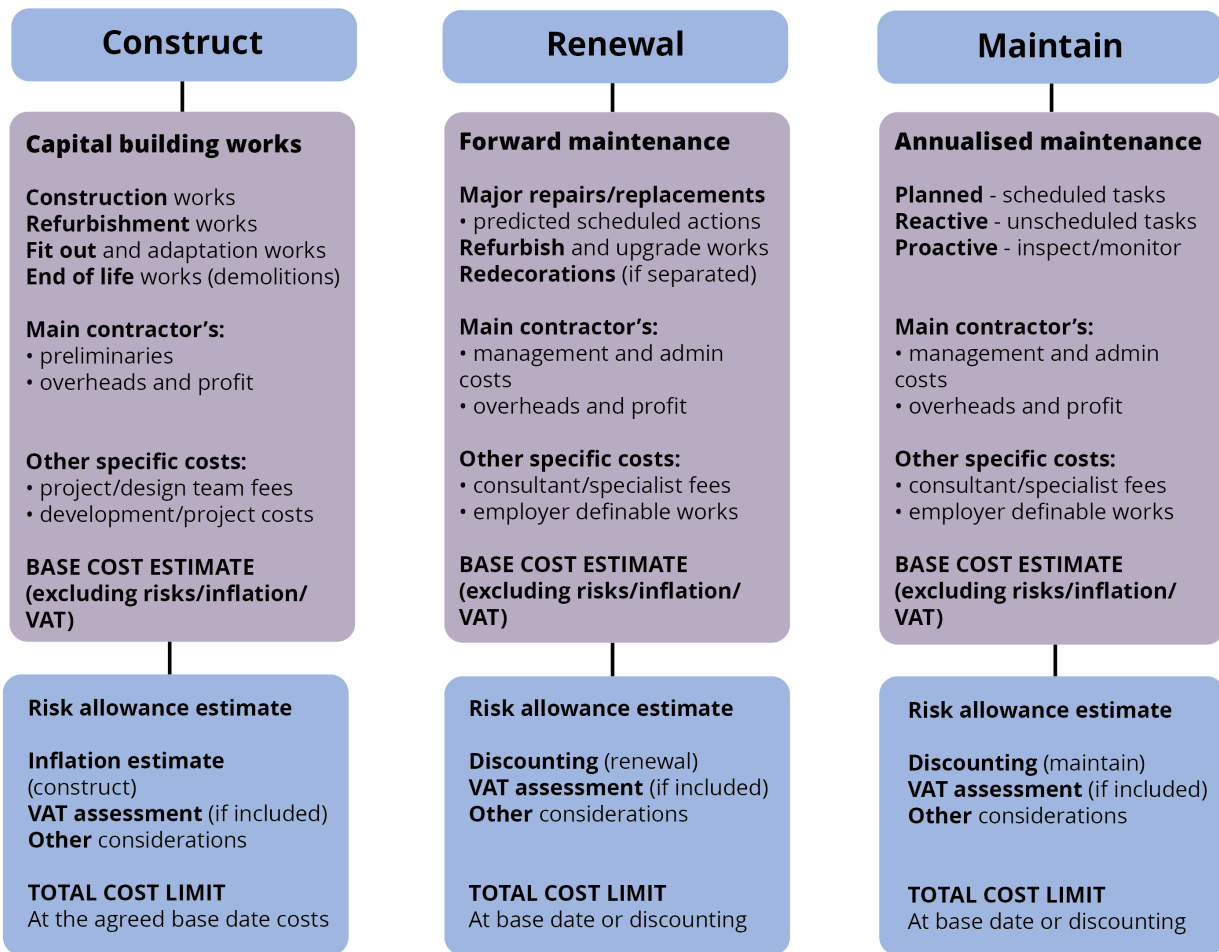 Construct
Capital building works
Construction works
Refurbishment works
Fit out and adaptation works
End of life works (demolitions)
Main contractor’s:
• preliminaries
• overheads and profit
Other specific costs:
• project/design team fees
• development/project costs
BASE COST ESTIMATE
(excluding risks/inflation/
VAT)
Risk allowance estimate
Inflation estimate
(construct)
VAT assessment (if included)
Other considerations
TOTAL COST LIMIT
At the agreed base date costs
Renewal
Forward maintenance
Major repairs/replacements
• predicted scheduled actions
Refurbish and upgrade works
Redecorations (if separated)
Main contractor’s:
• management and admin
costs
• overheads and profit
Other specific costs:
• consultant/specialist fees
• employer definable works
BASE COST ESTIMATE
(excluding risks/inflation/
VAT)
Risk allowance estimate
Discounting (renewal)
VAT assessment (if included)
Other considerations
TOTAL COST LIMIT
At base date or discounting
Maintain
Annualised maintenance
Planned - scheduled tasks
Reactive - unscheduled tasks
Proactive - inspect/monitor
Main contractor’s:
• management and admin
costs
• overheads and profit
Other specific costs:
• consultant/specialist fees
• employer definable works
BASE COST ESTIMATE
(excluding risks/inflation/
VAT)
Risk allowance estimate
Discounting (maintain)
VAT assessment (if included)
Other considerations
TOTAL COST LIMIT
At base date or discounting